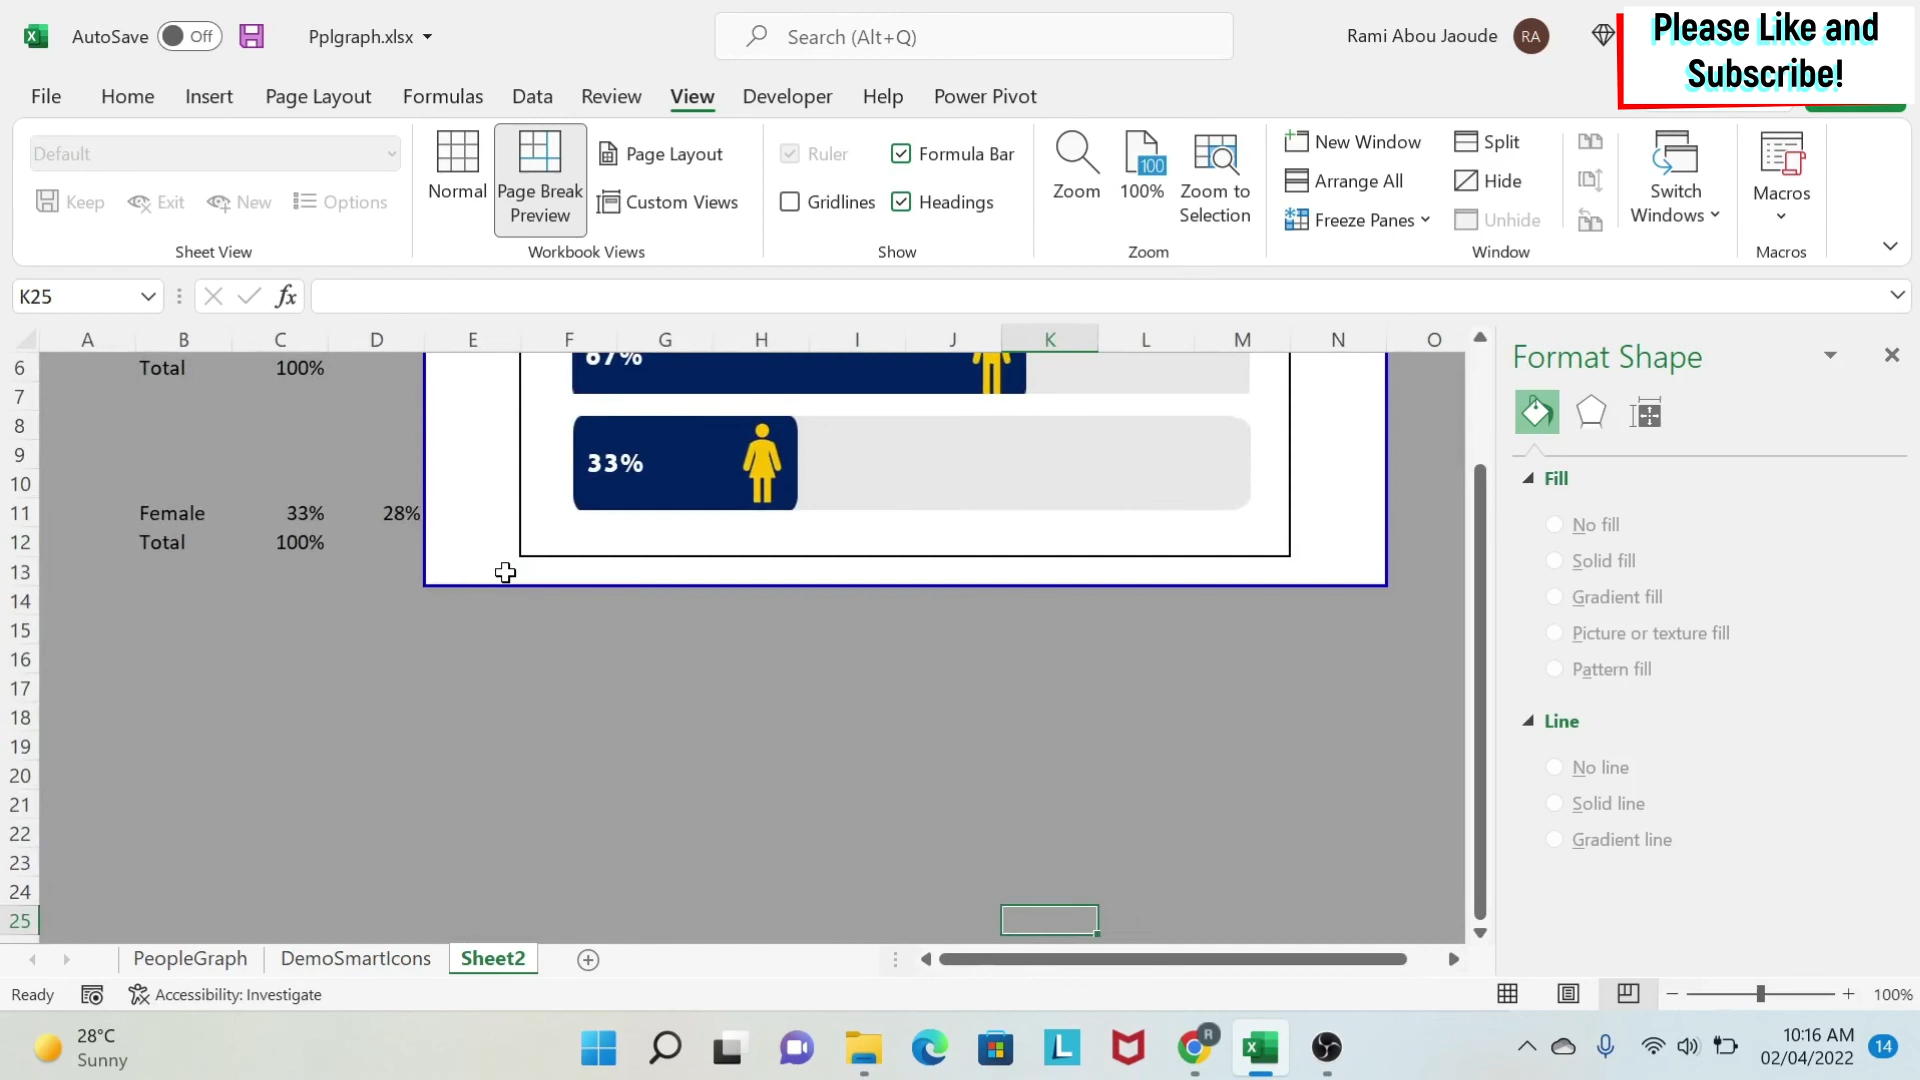 AutoSave Off Pplgraph.xlsx Search (Alt+Q) Rami Abou Jaoude RA
Please Like and
Subscribe!
File Home Insert Page Layout Formulas Data Review View Developer Help Power Pivot
Default
Keep Exit New Options
Sheet View
Normal
Page Break
Preview
Page Layout
Custom Views
Workbook Views
Ruler Formula Bar
Gridlines Headings
Show
Zoom
100
100%
Zoom to
Selection
Zoom
New Window
Arrange All
Freeze Panes
Split
Hide
Unhide
Switch
Windows
Window
Macros
Macros
K25 fx
A B C D E F G H I J K L M N O
6 Total 100% 67%
7
8
9 33%
10
11 Female 33% 28%
12 Total 100%
13
14
15
16
17
18
19
20
21
22
23
24
25
Format Shape
Fill
No fill
Solid fill
Gradient fill
Picture or texture fill
Pattern fill
Line
No line
Solid line
Gradient line
PeopleGraph DemoSmartIcons Sheet2
Ready Accessibility: Investigate 100%
28°C
Sunny
L
R
10:16 AM
02/04/2022
14